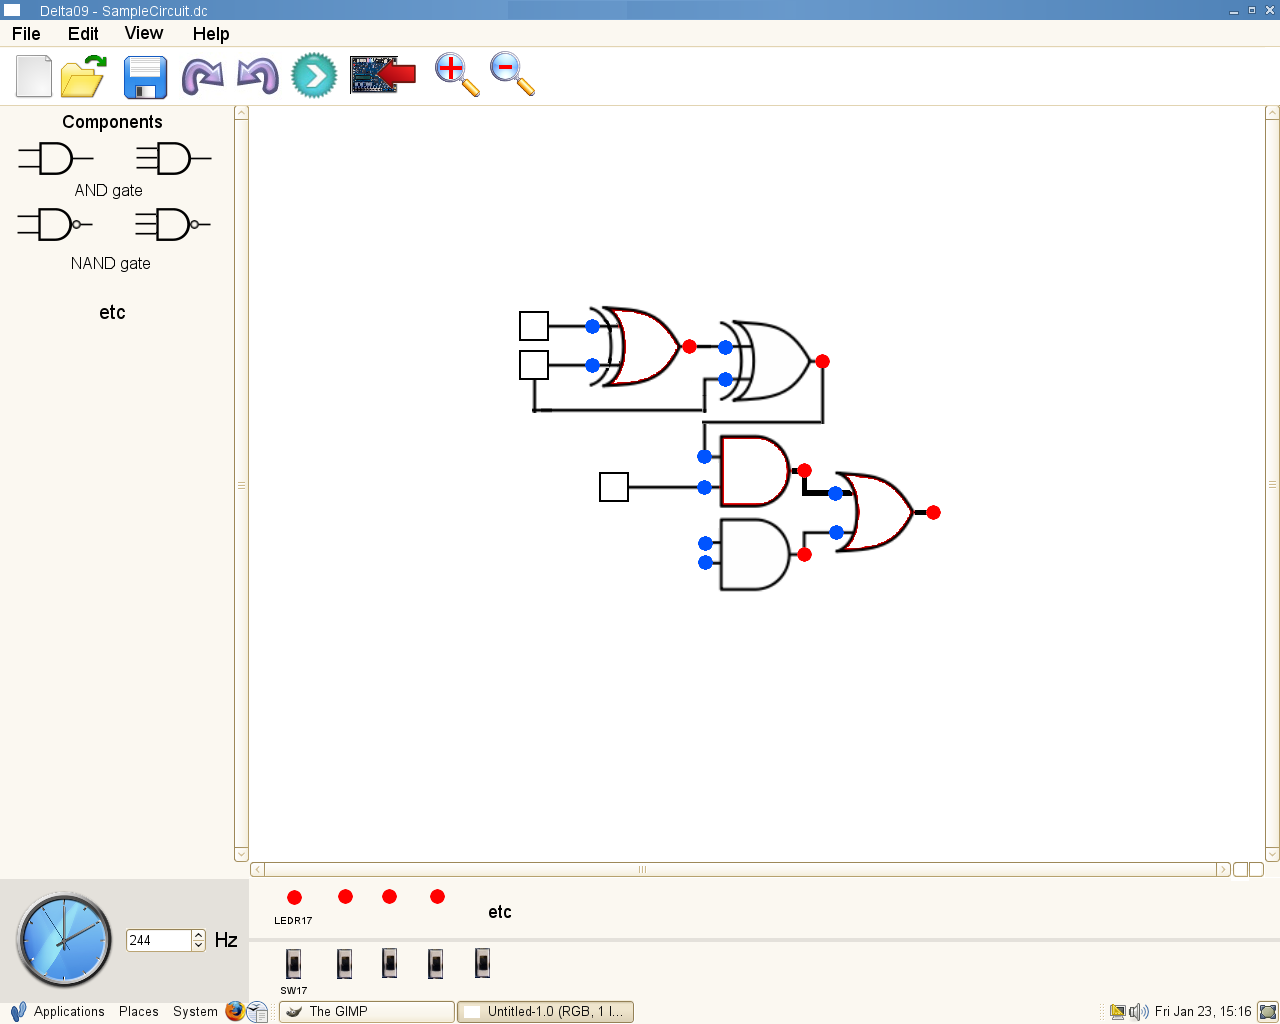 Delta09 - SampleCircuit.dc
File Edit View Help
Components
AND gate
NAND gate
etc
LEDR17
etc
244 Hz
SW17
Applications Places System The GIMP Untitled-1.0 (RGB, 1 l... Fri Jan 23, 15:16